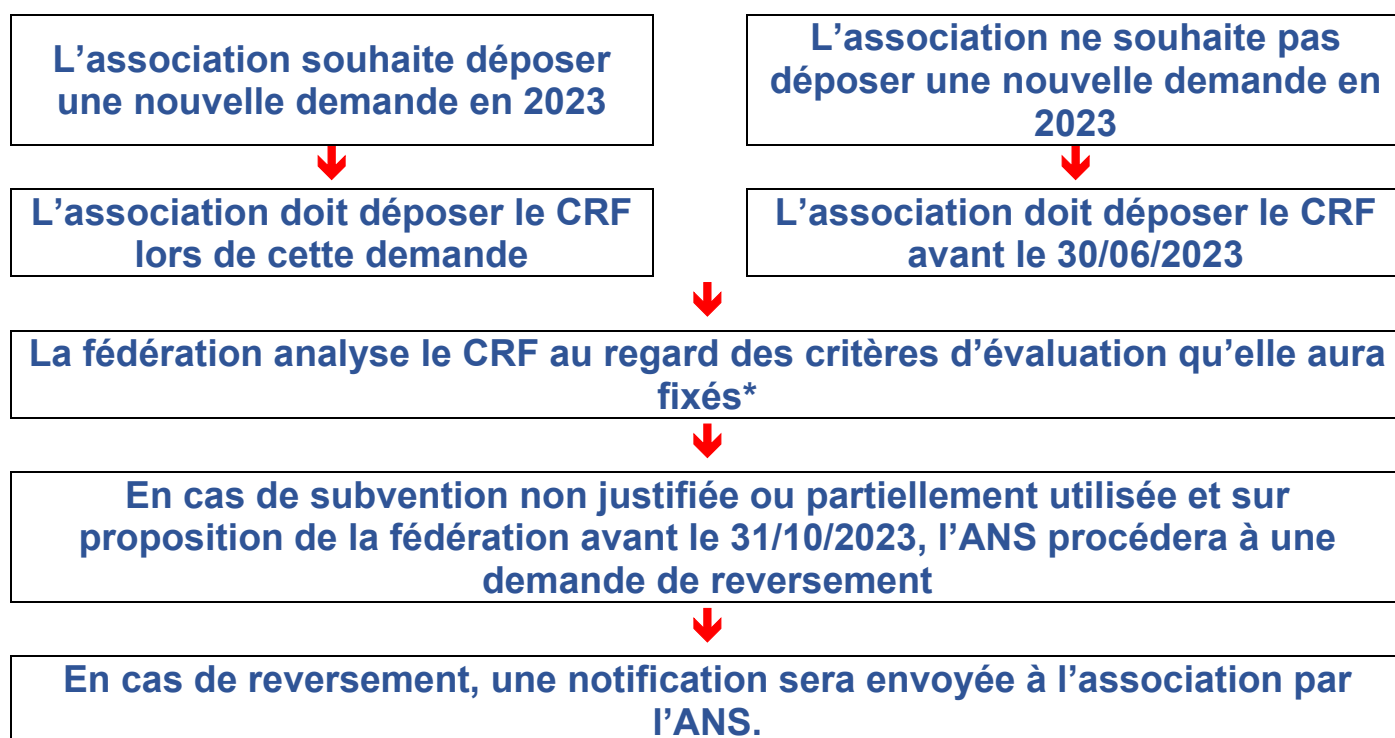 L’association souhaite déposer
une nouvelle demande en 2023
L’association ne souhaite pas
déposer une nouvelle demande en
2023
L’association doit déposer le CRF
lors de cette demande
L’association doit déposer le CRF
avant le 30/06/2023
La fédération analyse le CRF au regard des critères d’évaluation qu’elle aura
fixés*
En cas de subvention non justifiée ou partiellement utilisée et sur
proposition de la fédération avant le 31/10/2023, l’ANS procédera à une
demande de reversement
En cas de reversement, une notification sera envoyée à l’association par
l’ANS.